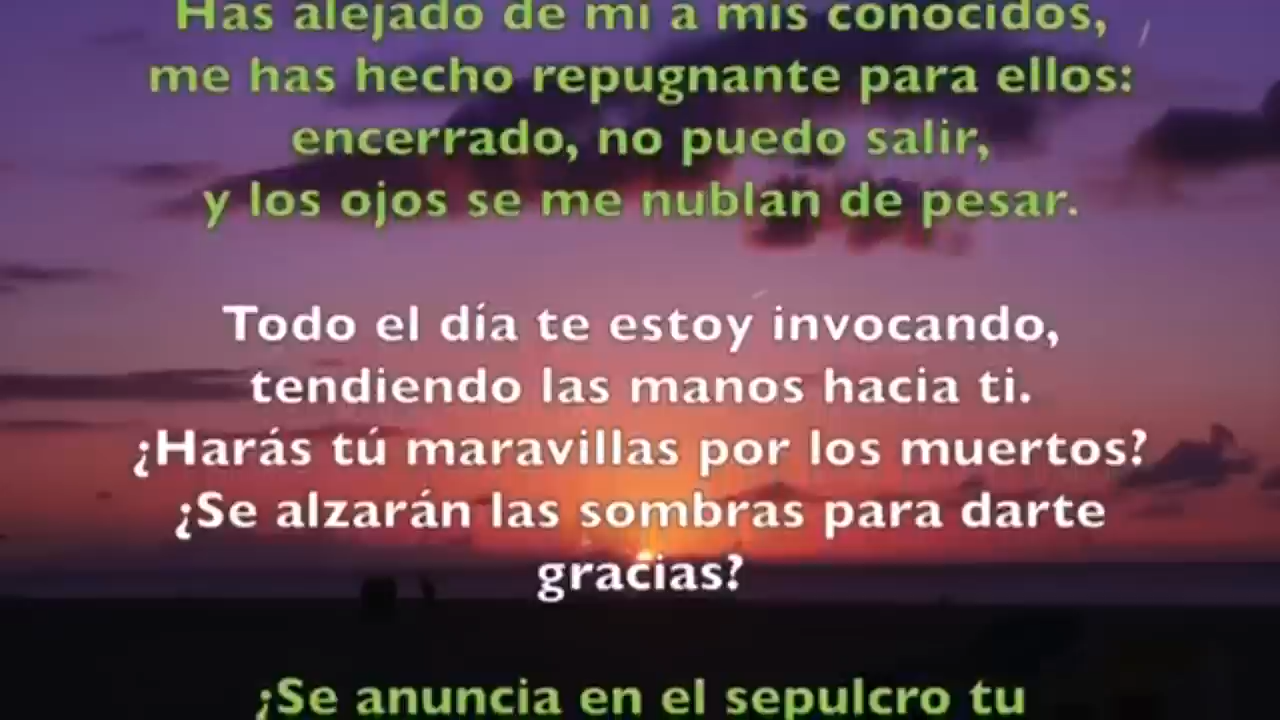 Has alejado de mí a mis conocidos,
me has hecho repugnante para ellos:
encerrado, no puedo salir,
y los ojos se me nublan de pesar.
Todo el día te estoy invocando,
tendiendo las manos hacia ti.
¿Harás tú maravillas por los muertos?
¿Se alzarán las sombras para darte
gracias?
¿Se anuncia en el sepulcro tu